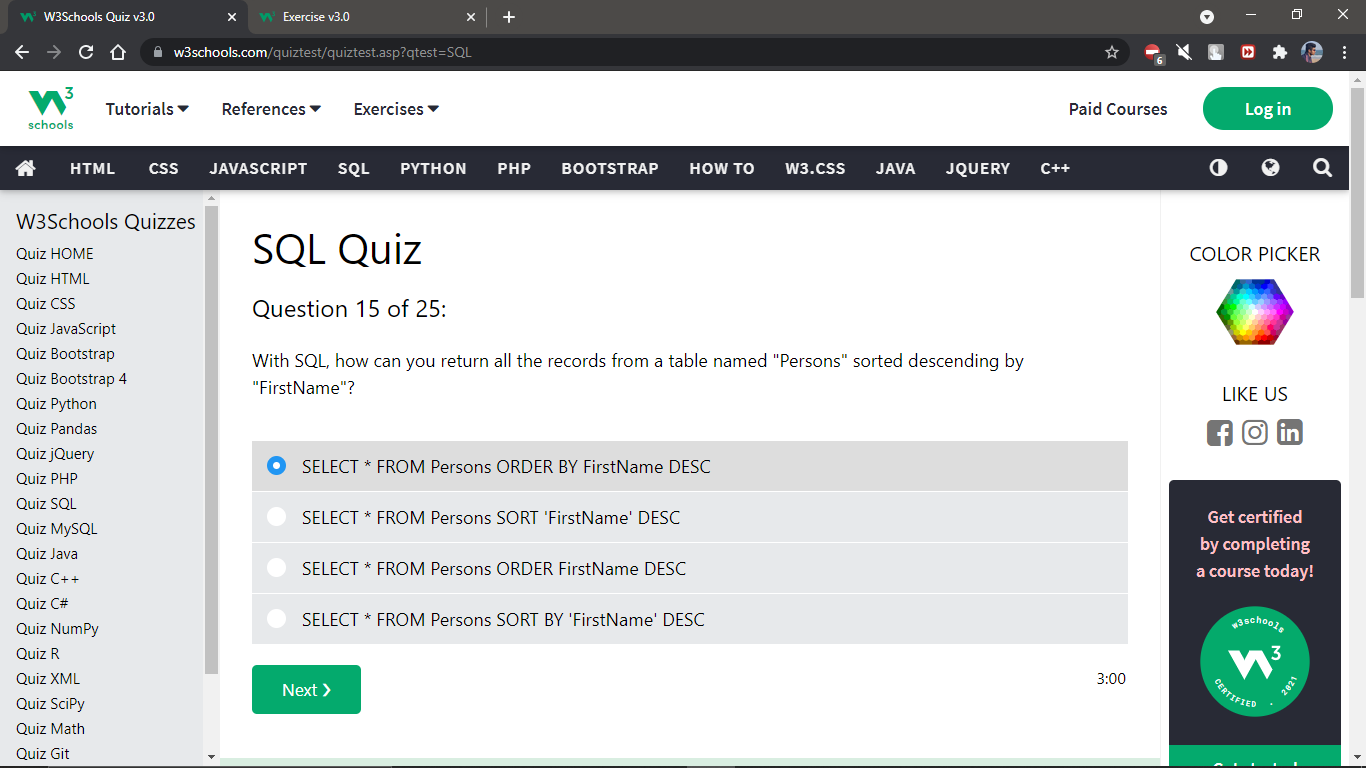 W3Schools Quiz v3.0
Exercise v3.0
w3schools.com/quiztest/quiztest.asp?qtest=SQL
6
3
schools
Tutorials
References
Exercises
Paid Courses
Log in
HTML CSS JAVASCRIPT SQL PYTHON PHP BOOTSTRAP HOW TO W3.CSS JAVA JQUERY C++
W3Schools Quizzes
Quiz HOME
Quiz HTML
Quiz CSS
Quiz JavaScript
Quiz Bootstrap
Quiz Bootstrap 4
Quiz Python
Quiz Pandas
Quiz jQuery
Quiz PHP
Quiz SQL
Quiz MySQL
Quiz Java
Quiz C++
Quiz C#
Quiz NumPy
Quiz R
Quiz XML
Quiz SciPy
Quiz Math
Quiz Git
SQL Quiz
Question 15 of 25:
With SQL, how can you return all the records from a table named "Persons" sorted descending by
"FirstName"?
SELECT * FROM Persons ORDER BY FirstName DESC
SELECT * FROM Persons SORT 'FirstName' DESC
SELECT * FROM Persons ORDER FirstName DESC
SELECT * FROM Persons SORT BY 'FirstName' DESC
Next ❯
3:00
COLOR PICKER
LIKE US
Get certified
by completing
a course today!
w3schools
3
CERTIFIED . 2021